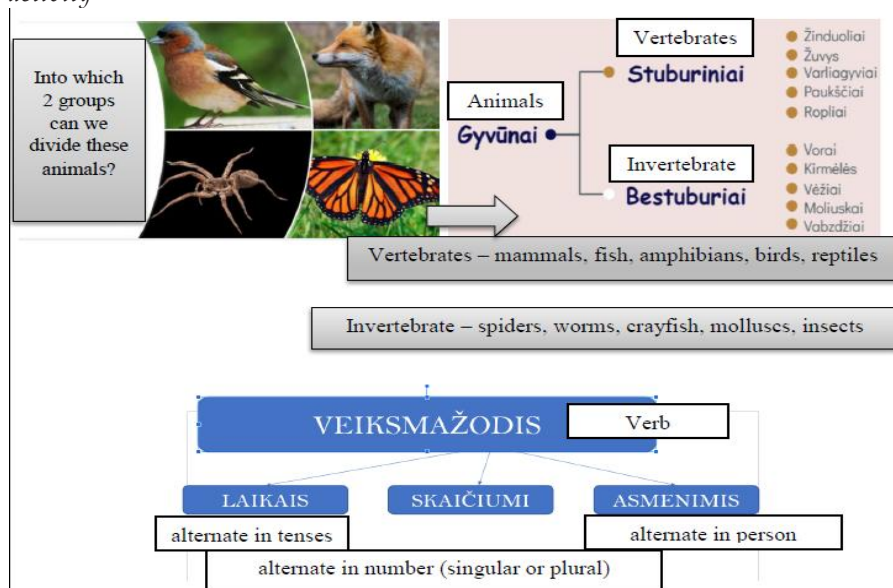 Into which
2 groups
can we
divide these
animals?
Animals
Gyvūnai
Vertebrates
Stuburiniai
Žinduoliai
Žuvys
Varliagyviai
Paukščiai
Ropliai
Invertebrate
Bestuburiai
Vorai
Kirmėlės
Vėžiai
Moliuskai
Vabzdžiai
Vertebrates – mammals, fish, amphibians, birds, reptiles
Invertebrate – spiders, worms, crayfish, molluscs, insects
VEIKSMAŽODIS
Verb
LAIKAIS
SKAIČIUMI
ASMENIMIS
alternate in tenses
alternate in person
alternate in number (singular or plural)